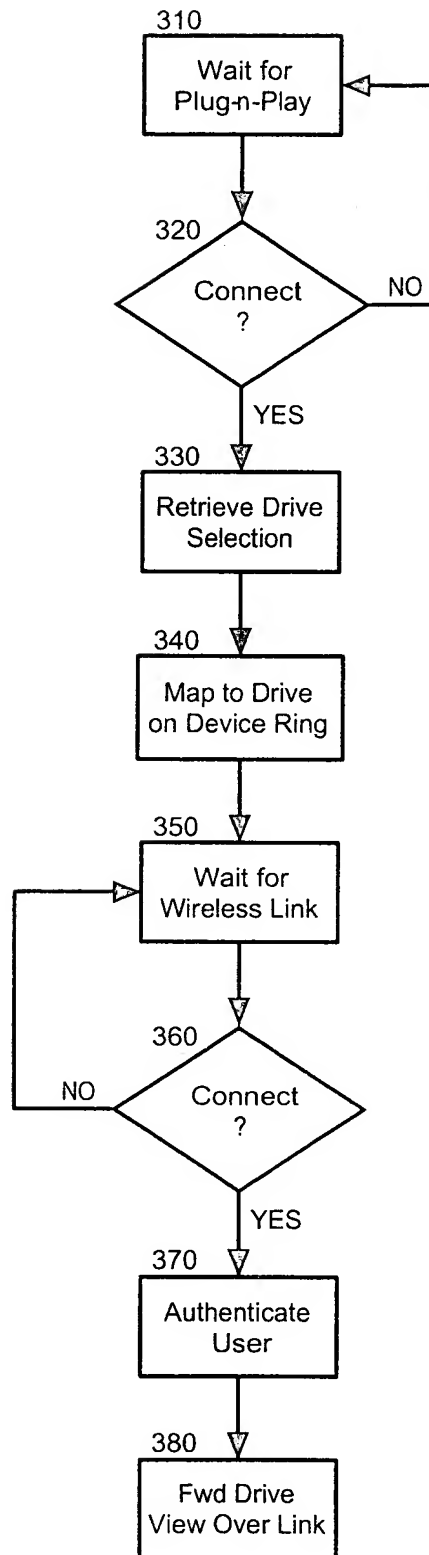 310
Wait for
Plug-n-Play
320
Connect
?
NO
YES
330
Retrieve Drive
Selection
340
Map to Drive
on Device Ring
350
Wait for
Wireless Link
360
Connect
?
NO
YES
370
Authenticate
User
380
Fwd Drive
View Over Link